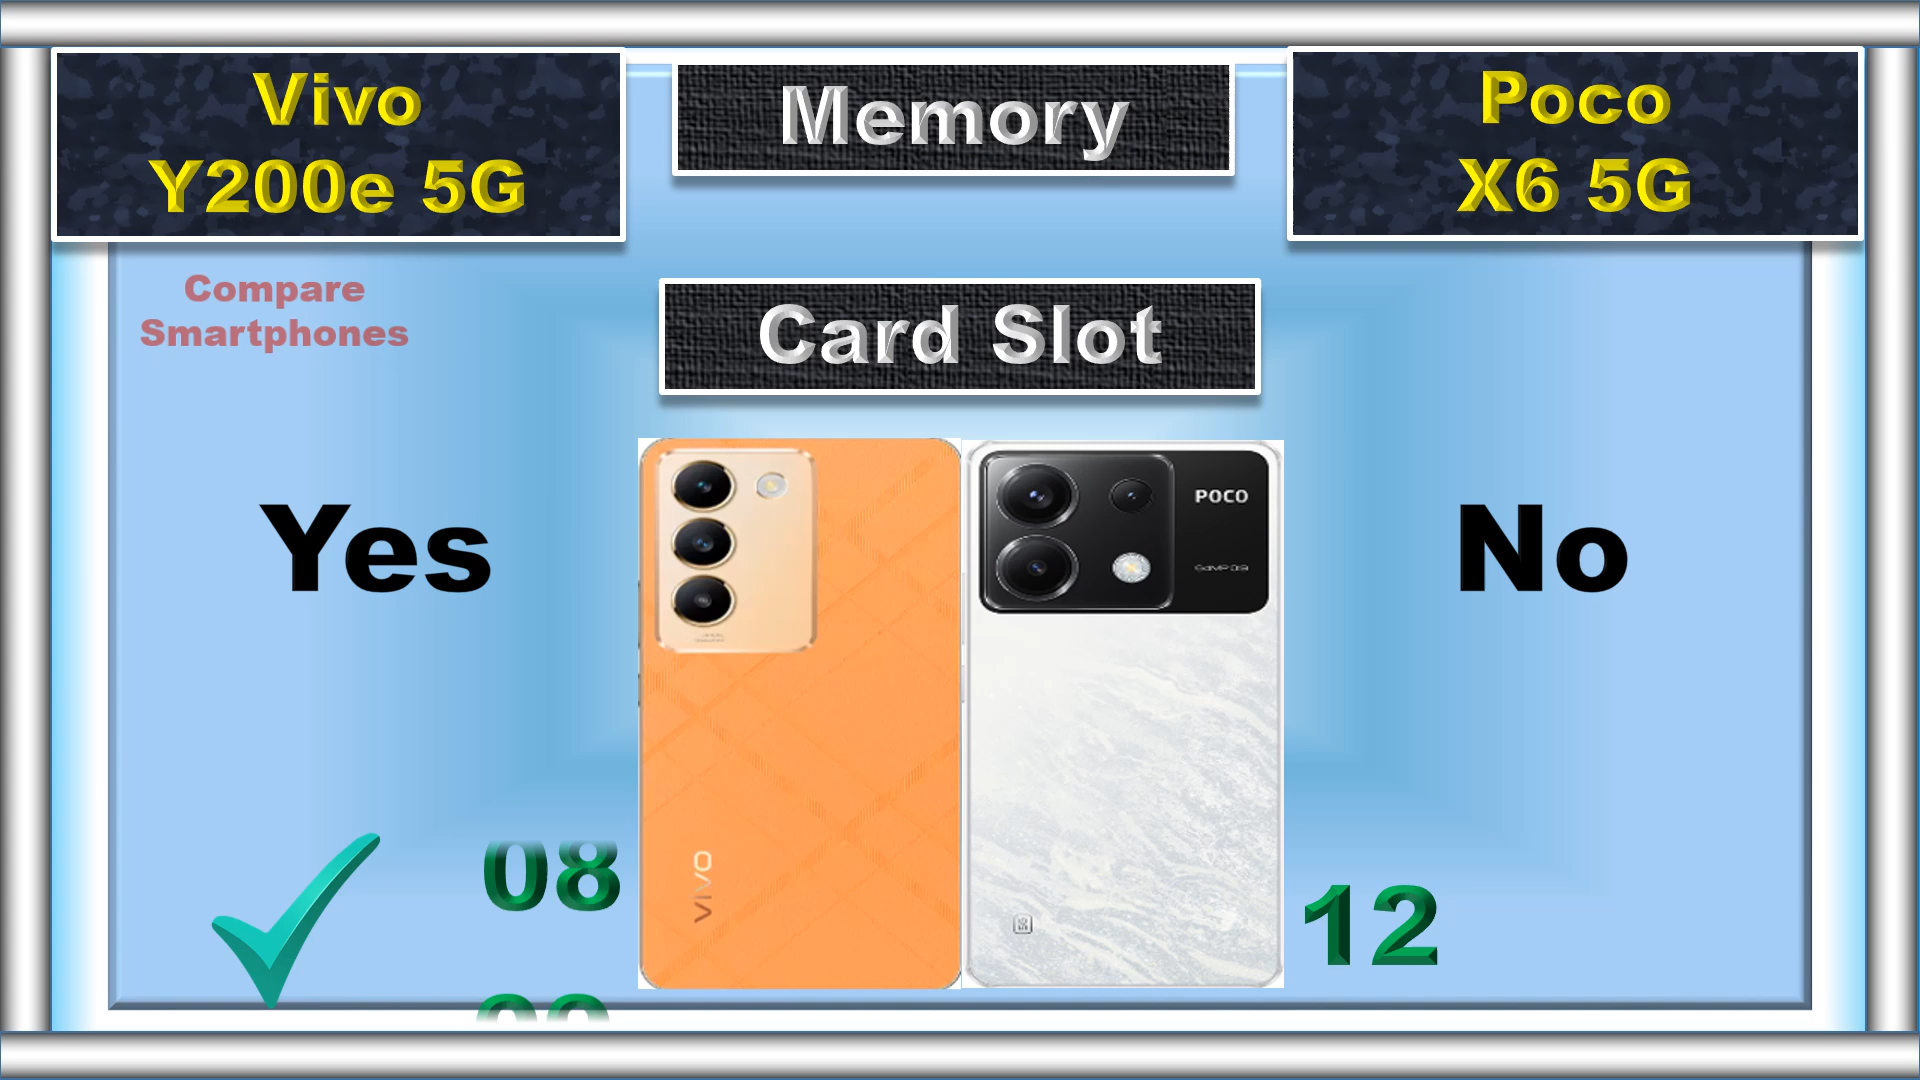 Vivo
Y200e 5G
Memory
Poco
X6 5G
Compare
Smartphones
Card Slot
Yes
No
POCO
vivo
08
12